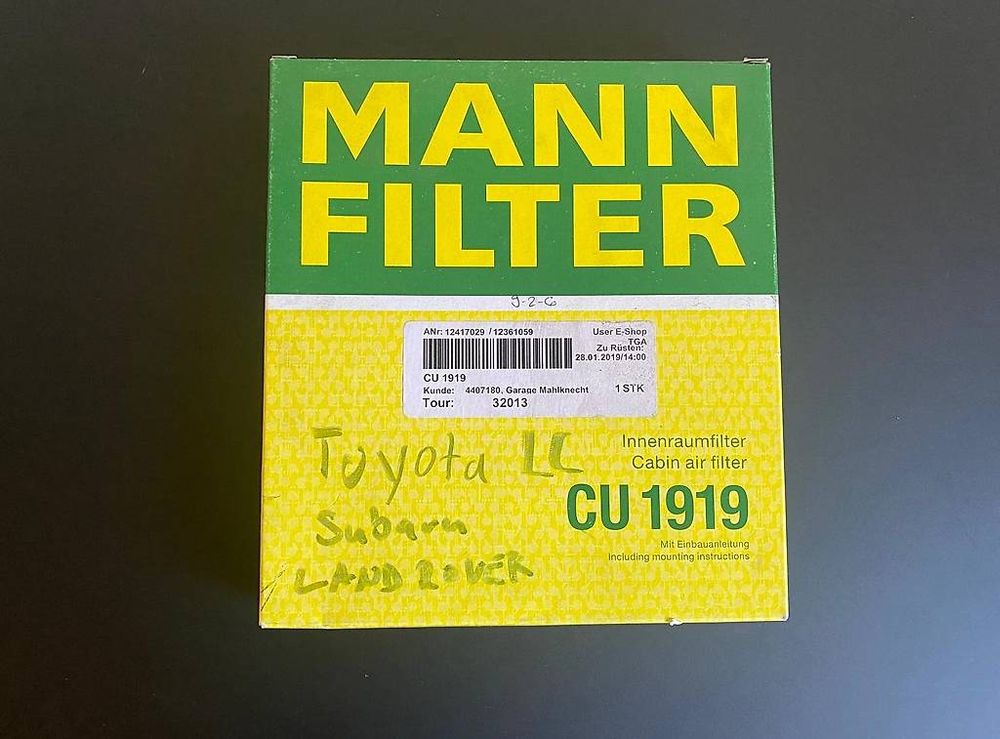 MANN
FILTER
9-2-6
ANr: 12417029 / 12361059
User E-Shop
TGA
Zu Rüsten:
28.01.2019/14:00
CU 1919
Kunde: 4407180, Garage Mahlknecht
1 STK
Tour: 32013
Toyota LC
Subaru
LAND ROVER
Innenraumfilter
Cabin air filter
CU 1919
Mit Einbauanleitung
Including mounting instructions